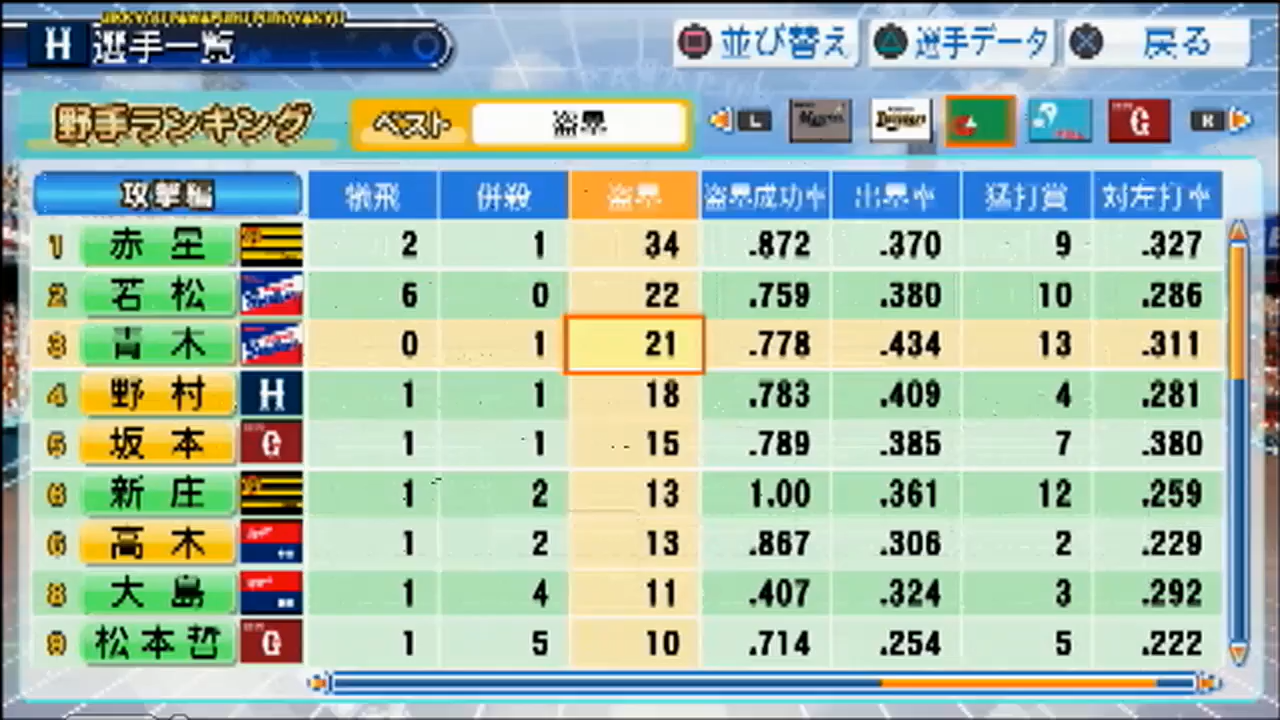 H 選手一覧 並び替え 選手データ 戻る
野手ランキング ベスト 盗塁 L G R
攻撃編 犠飛 併殺 盗塁 盗塁成功率 出塁率 猛打賞 対左打率
1 赤星 2 1 34 .872 .370 9 .327
2 若松 6 0 22 .759 .380 10 .286
3 青木 0 1 21 .778 .434 13 .311
4 野村 H 1 1 18 .783 .409 4 .281
5 坂本 G 1 1 15 .789 .385 7 .380
6 新庄 1 2 13 1.00 .361 12 .259
6 高木 1 2 13 .867 .306 2 .229
8 大島 1 4 11 .407 .324 3 .292
9 松本哲 G 1 5 10 .714 .254 5 .222